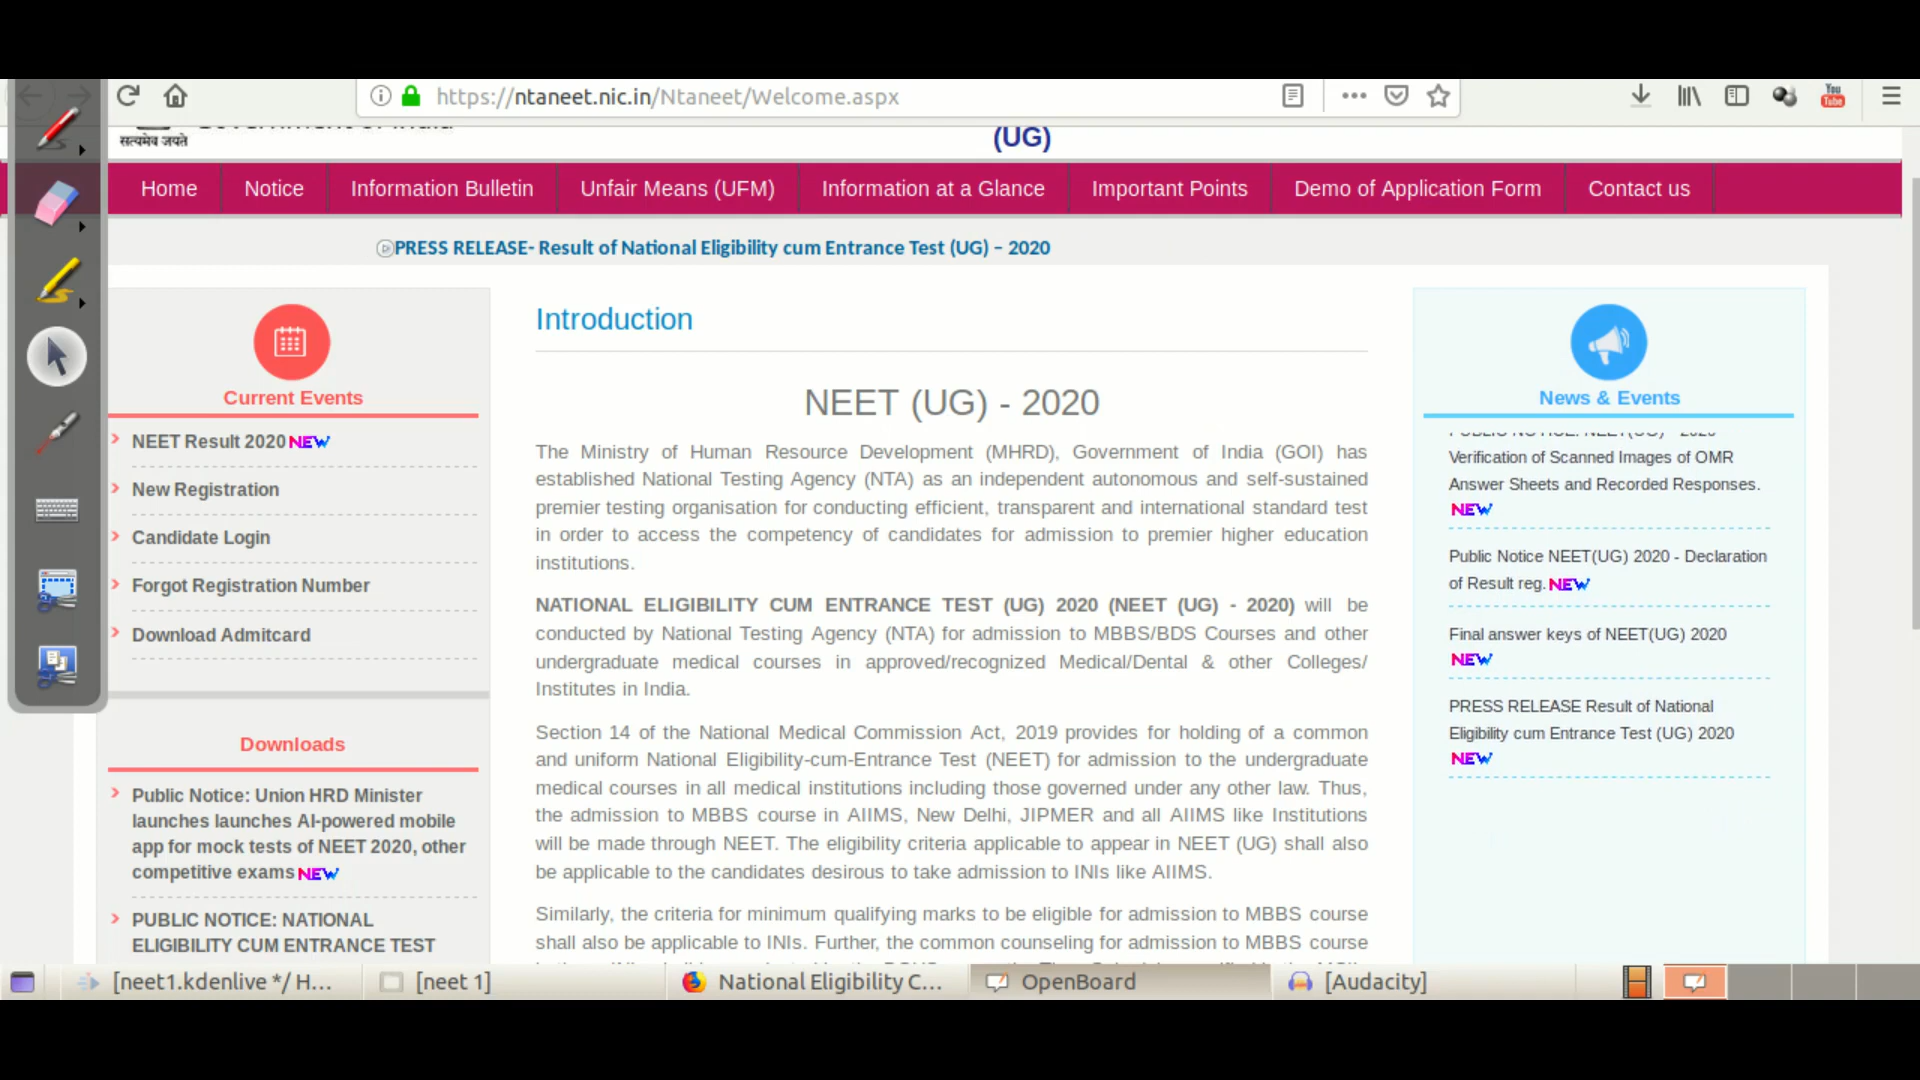 https://ntaneet.nic.in/Ntaneet/Welcome.aspx
You
Tube
सत्यमेव जयते
Government of India
(UG)
Home
Notice
Information Bulletin
Unfair Means (UFM)
Information at a Glance
Important Points
Demo of Application Form
Contact us
PRESS RELEASE- Result of National Eligibility cum Entrance Test (UG) – 2020
Current Events
NEET Result 2020 NEW
New Registration
Candidate Login
Forgot Registration Number
Download Admitcard
Downloads
Public Notice: Union HRD Minister
launches launches AI-powered mobile
app for mock tests of NEET 2020, other
competitive exams NEW
PUBLIC NOTICE: NATIONAL
ELIGIBILITY CUM ENTRANCE TEST
Introduction
NEET (UG) - 2020
The Ministry of Human Resource Development (MHRD), Government of India (GOI) has
established National Testing Agency (NTA) as an independent autonomous and self-sustained
premier testing organisation for conducting efficient, transparent and international standard test
in order to access the competency of candidates for admission to premier higher education
institutions.
NATIONAL ELIGIBILITY CUM ENTRANCE TEST (UG) 2020 (NEET (UG) - 2020) will be
conducted by National Testing Agency (NTA) for admission to MBBS/BDS Courses and other
undergraduate medical courses in approved/recognized Medical/Dental & other Colleges/
Institutes in India.
Section 14 of the National Medical Commission Act, 2019 provides for holding of a common
and uniform National Eligibility-cum-Entrance Test (NEET) for admission to the undergraduate
medical courses in all medical institutions including those governed under any other law. Thus,
the admission to MBBS course in AIIMS, New Delhi, JIPMER and all AIIMS like Institutions
will be made through NEET. The eligibility criteria applicable to appear in NEET (UG) shall also
be applicable to the candidates desirous to take admission to INIs like AIIMS.
Similarly, the criteria for minimum qualifying marks to be eligible for admission to MBBS course
shall also be applicable to INIs. Further, the common counseling for admission to MBBS course
News & Events
PUBLIC NOTICE: NEET(UG) - 2020
Verification of Scanned Images of OMR
Answer Sheets and Recorded Responses.
NEW
Public Notice NEET(UG) 2020 - Declaration
of Result reg. NEW
Final answer keys of NEET(UG) 2020
NEW
PRESS RELEASE Result of National
Eligibility cum Entrance Test (UG) 2020
NEW
[neet1.kdenlive */ H...
[neet 1]
National Eligibility C...
OpenBoard
[Audacity]